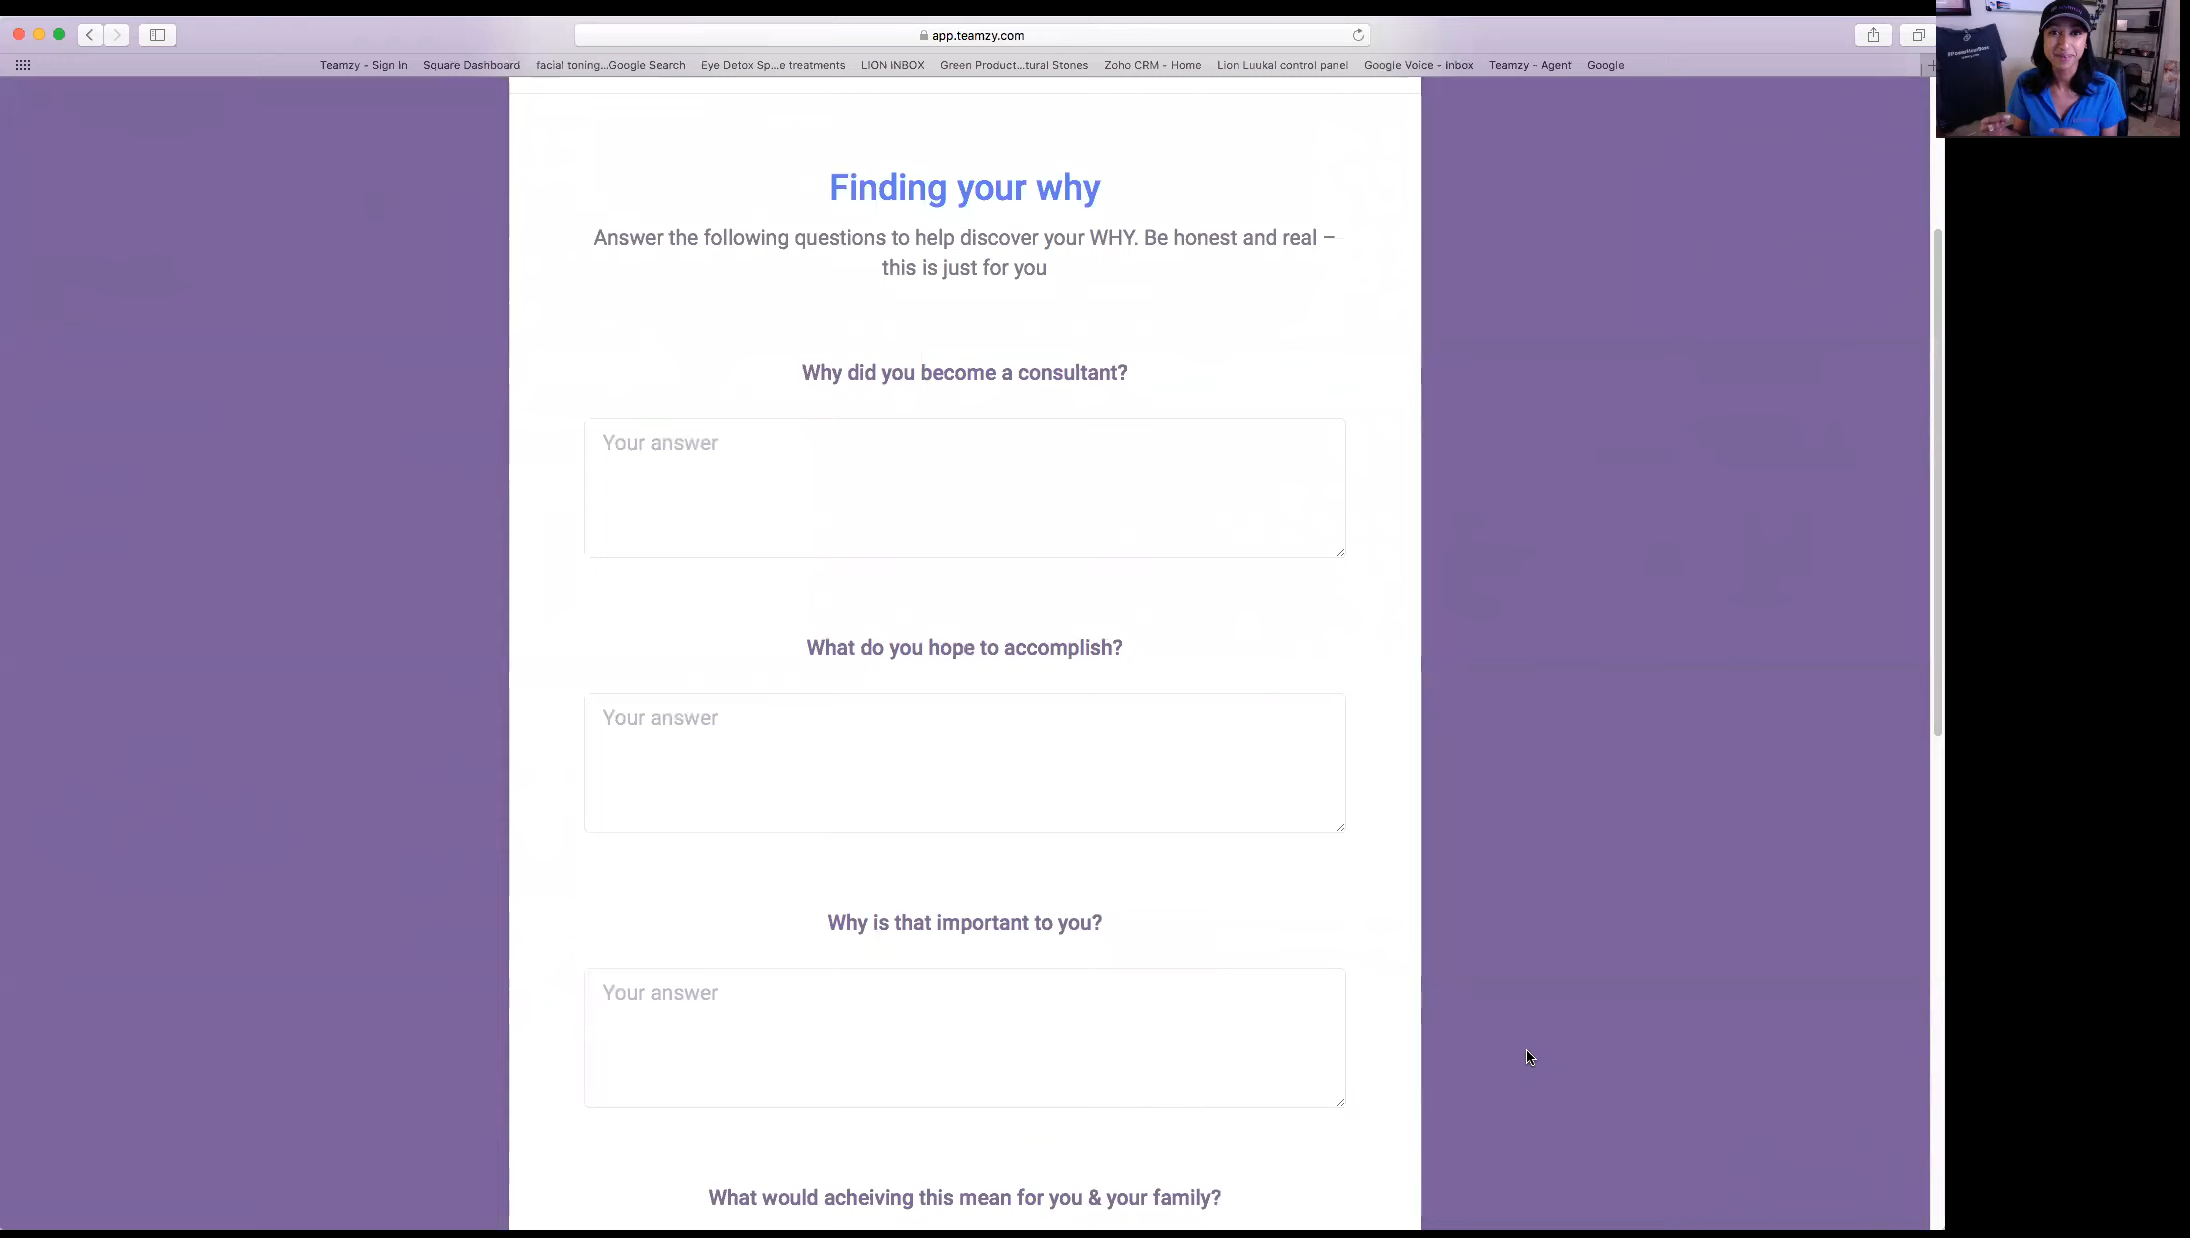 app.teamzy.com
Teamzy - Sign In Square Dashboard facial toning...Google Search Eye Detox Sp...e treatments LION INBOX Green Product...tural Stones Zoho CRM - Home Lion Luukal control panel Google Voice - Inbox Teamzy - Agent Google
Finding your why
Answer the following questions to help discover your WHY. Be honest and real –
this is just for you
Why did you become a consultant?
Your answer
What do you hope to accomplish?
Your answer
Why is that important to you?
Your answer
What would acheiving this mean for you & your family?